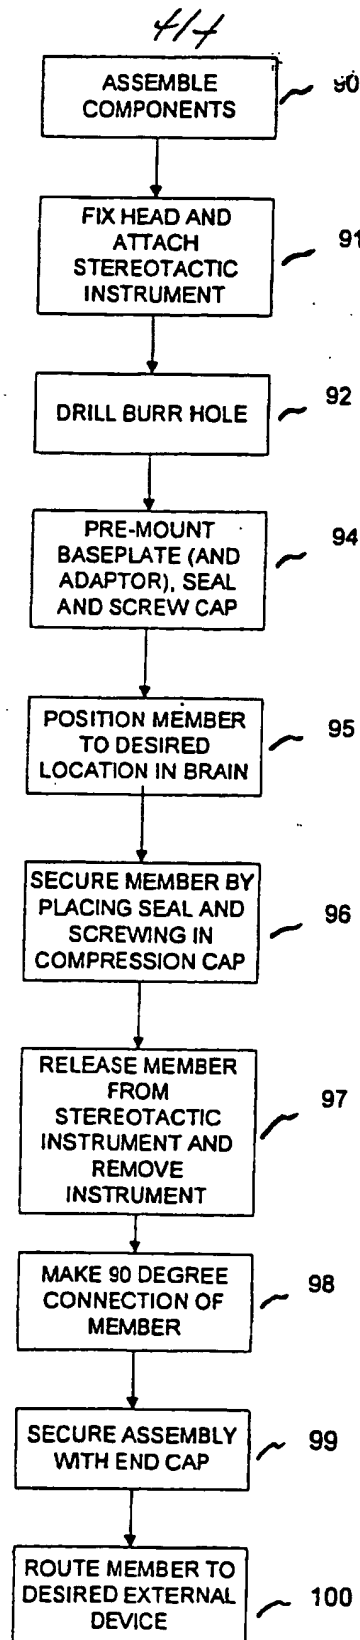 4/4
ASSEMBLE
COMPONENTS
90
FIX HEAD AND
ATTACH
STEREOTACTIC
INSTRUMENT
91
DRILL BURR HOLE
92
PRE-MOUNT
BASEPLATE (AND
ADAPTOR), SEAL
AND SCREW CAP
94
POSITION MEMBER
TO DESIRED
LOCATION IN BRAIN
95
SECURE MEMBER BY
PLACING SEAL AND
SCREWING IN
COMPRESSION CAP
96
RELEASE MEMBER
FROM
STEREOTACTIC
INSTRUMENT AND
REMOVE
INSTRUMENT
97
MAKE 90 DEGREE
CONNECTION OF
MEMBER
98
SECURE ASSEMBLY
WITH END CAP
99
ROUTE MEMBER TO
DESIRED EXTERNAL
DEVICE
100